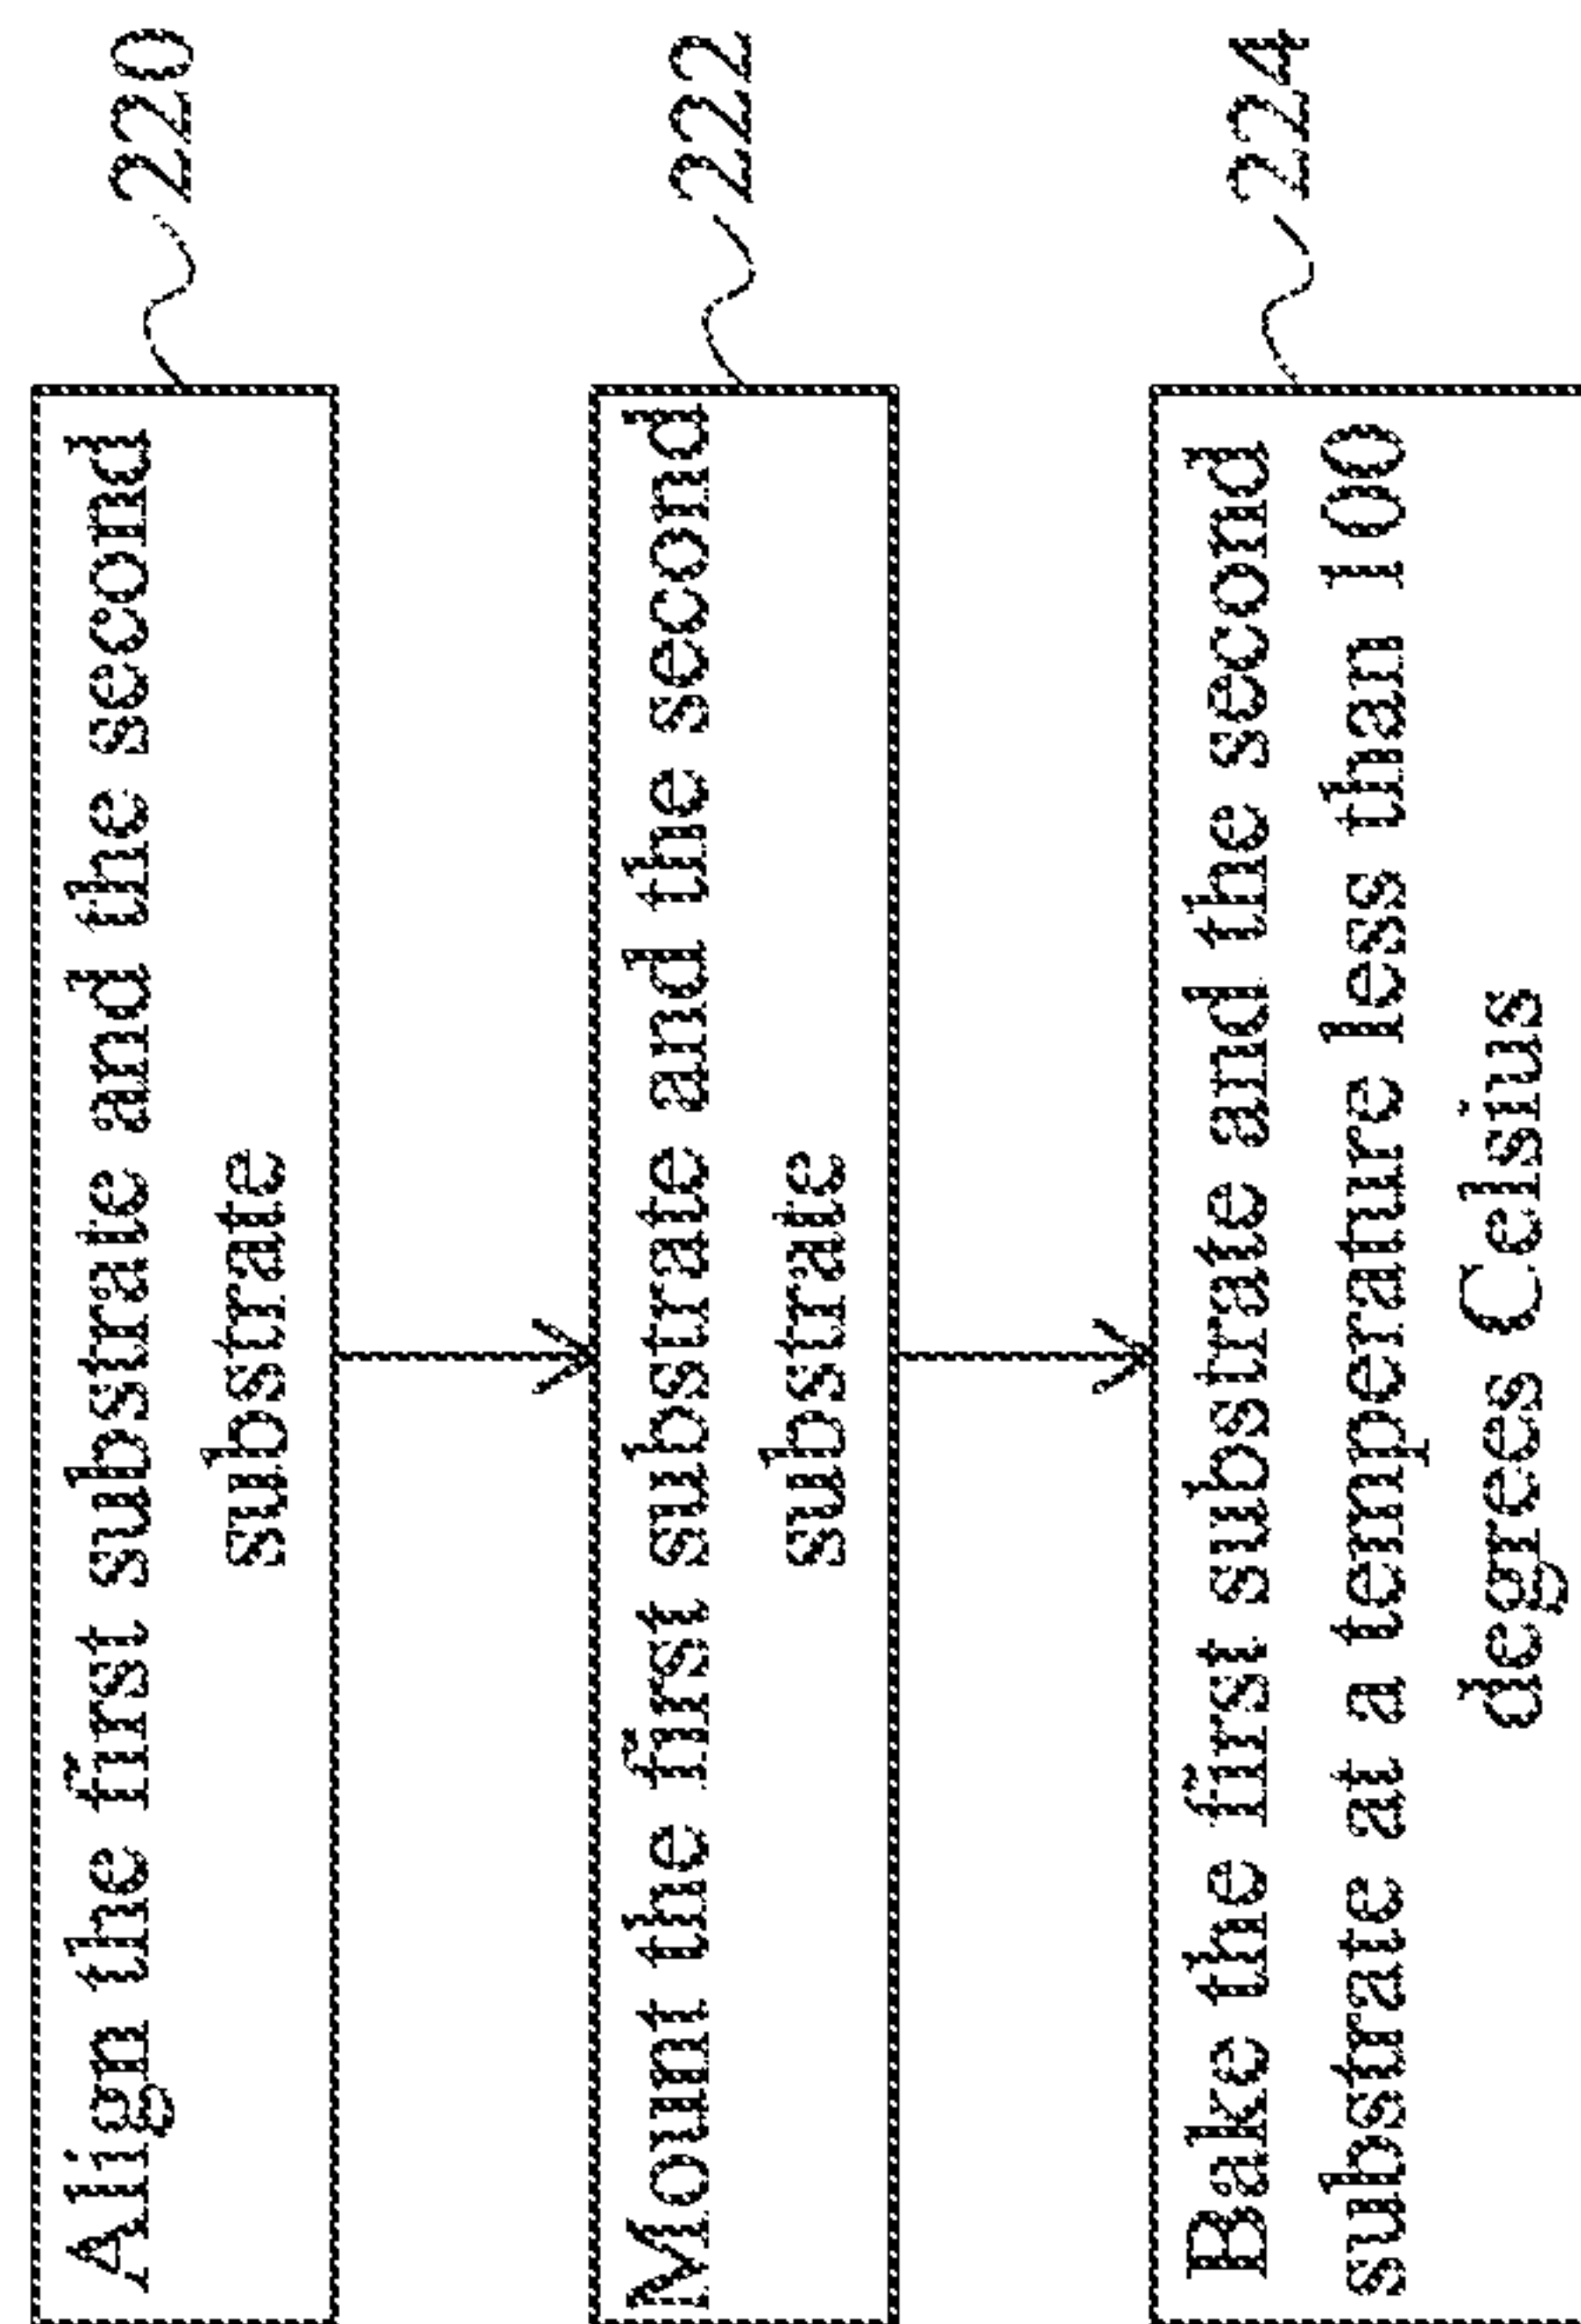 Align the first substrate and the second
substrate
220
Mount the first substrate and the second
substrate
222
Bake the first substrate and the second
substrate at a temperature less than 100
degrees Celsius
224